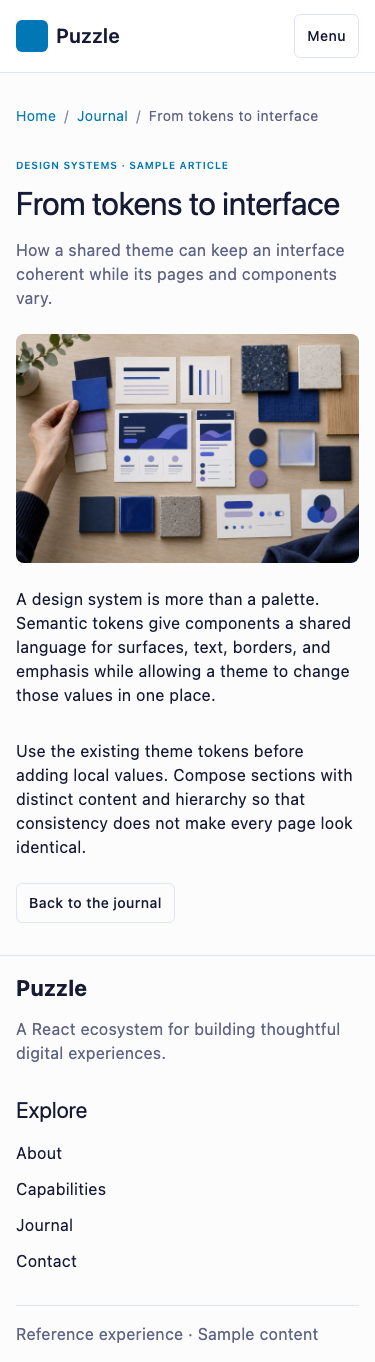 Puzzle
Menu
Home / Journal / From tokens to interface
DESIGN SYSTEMS · SAMPLE ARTICLE
From tokens to interface
How a shared theme can keep an interface
coherent while its pages and components
vary.
A design system is more than a palette.
Semantic tokens give components a shared
language for surfaces, text, borders, and
emphasis while allowing a theme to change
those values in one place.
Use the existing theme tokens before
adding local values. Compose sections with
distinct content and hierarchy so that
consistency does not make every page look
identical.
Back to the journal
Puzzle
A React ecosystem for building thoughtful
digital experiences.
Explore
About
Capabilities
Journal
Contact
Reference experience · Sample content